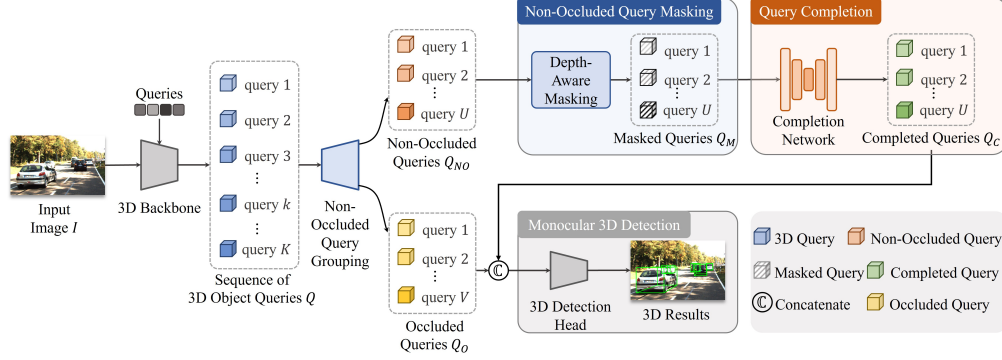 Queries
Input
Image I
3D Backbone
query 1
query 2
query 3
⋮
query k
⋮
query K
Sequence of
3D Object Queries Q
Non-
Occluded
Query
Grouping
query 1
query 2
⋮
query U
Non-Occluded
Queries Q_NO
query 1
query 2
⋮
query V
Occluded
Queries Q_O
Non-Occluded Query Masking
Depth-
Aware
Masking
query 1
query 2
⋮
query U
Masked Queries Q_M
Query Completion
Completion
Network
query 1
query 2
⋮
query U
Completed Queries Q_C
ℂ
Monocular 3D Detection
3D Detection
Head
3D Results
3D Query
Non-Occluded Query
Masked Query
Completed Query
ℂ Concatenate
Occluded Query